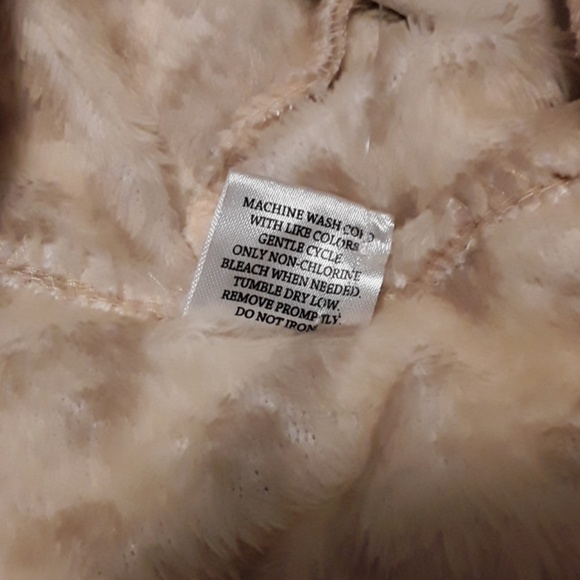 MACHINE WASH COLD
WITH LIKE COLORS
GENTLE CYCLE
ONLY NON-CHLORINE
BLEACH WHEN NEEDED.
TUMBLE DRY LOW,
REMOVE PROMPTLY.
DO NOT IRON